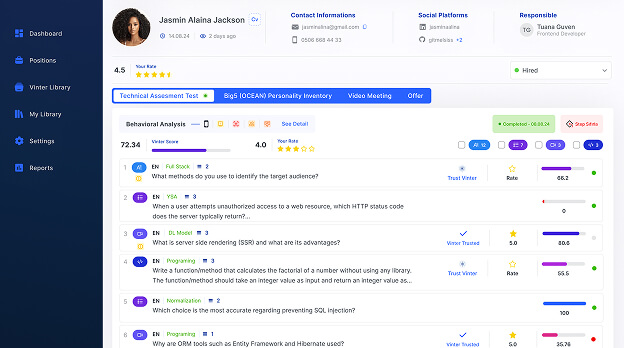 Dashboard
Positions
Vinter Library
My Library
Settings
Reports
Jasmin Alaina Jackson
Cv
14.08.24
2 days ago
Contact Informations
jasminalina@gmail.com
0506 668 44 33
Social Platforms
jasminaalina
gitmelsiss +2
Responsible
TG
Tuana Guven
Frontend Developer
4.5
Your Rate
Hired
Technical Assesment Test
Big5 (OCEAN) Personality Inventory
Video Meeting
Offer
Behavioral Analysis
See Detail
Completed - 09.08.24
Stop Silvia
72.34
Vinter Score
4.0
Your Rate
12
7
3
3
1
EN
Full Stack
2
What methods do you use to identify the target audience?
Trust Vinter
Rate
68.2
2
EN
YSA
3
When a user attempts unauthorized access to a web resource, which HTTP status code
does the server typically return?...
0
3
EN
DL Model
3
What is server side rendering (SSR) and what are its advantages?
Vinter Trusted
5.0
80.6
4
EN
Programing
3
Write a function/method that calculates the factorial of a number without using any library.
The function/method should take an integer value as input and return an integer value as...
Trust Vinter
Rate
55.5
5
EN
Normalization
2
Which choice is the most accurate regarding preventing SQL injection?
100
6
EN
Programing
1
Why are ORM tools such as Entity Framework and Hibernate used?
Vinter Trusted
5.0
35.76